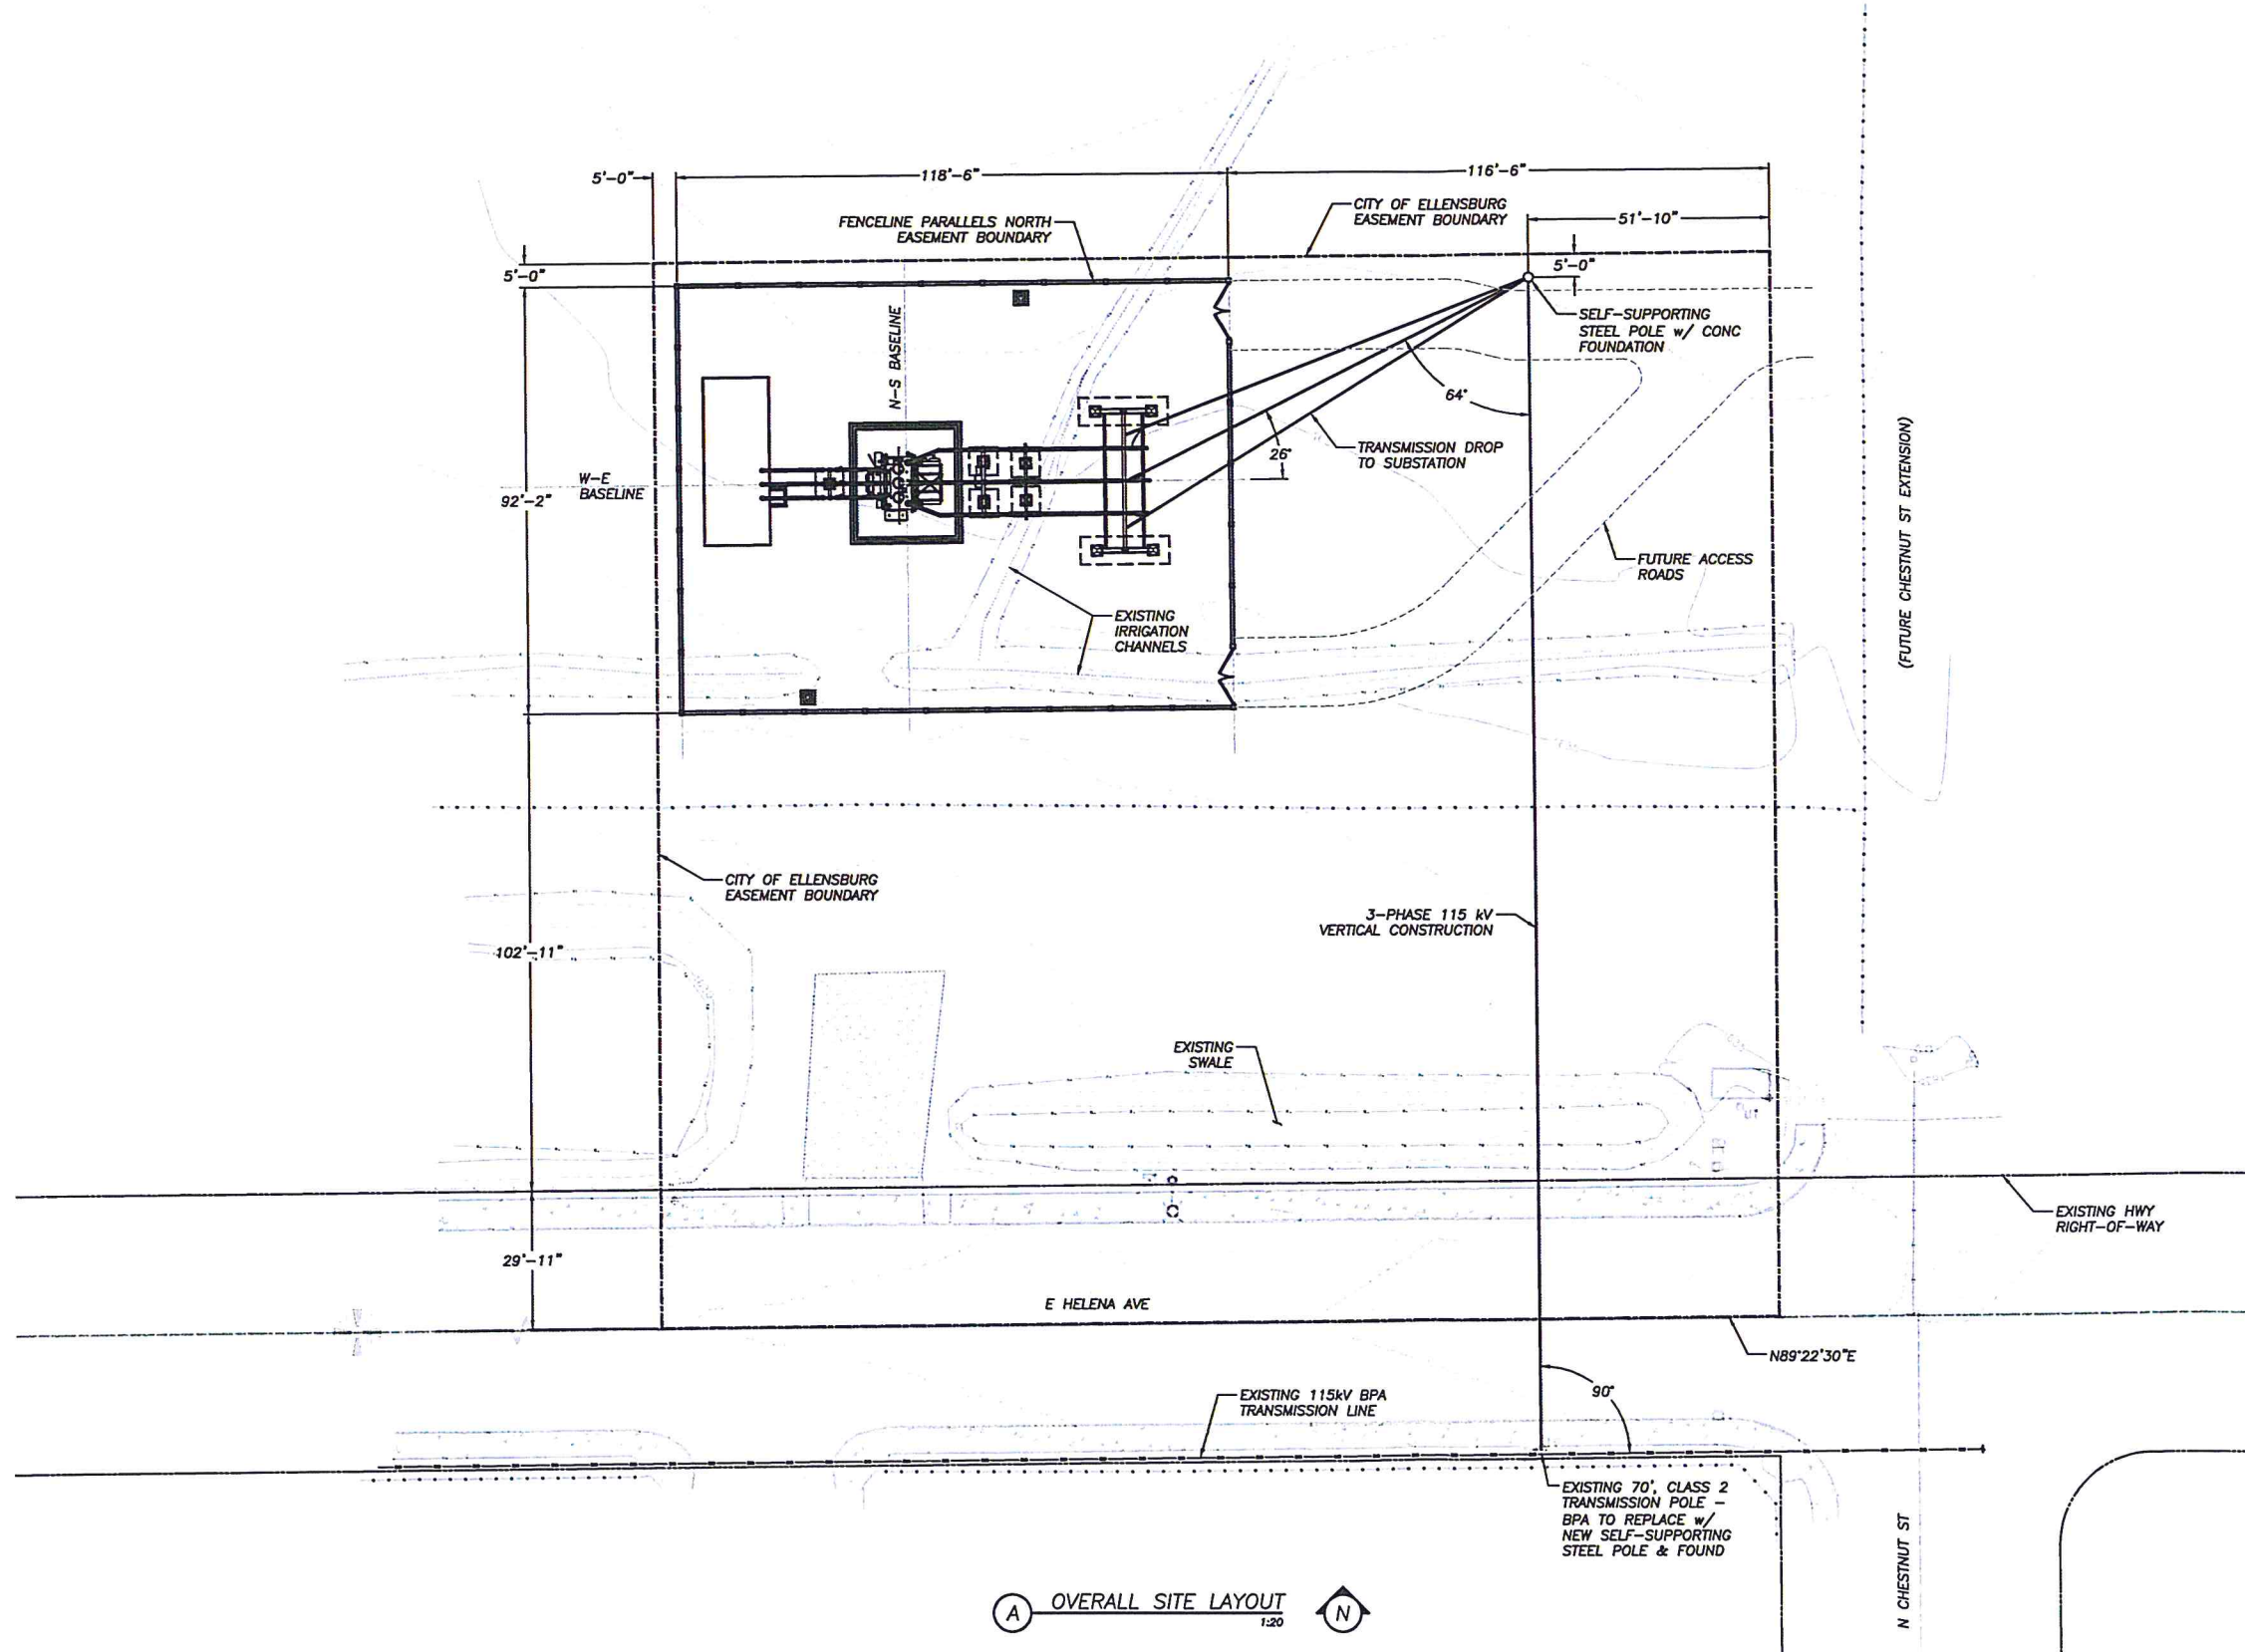 5'-0"
118'-6"
116'-6"
FENCELINE PARALLELS NORTH
EASEMENT BOUNDARY
CITY OF ELLENSBURG
EASEMENT BOUNDARY
51'-10"
5'-0"
5'-0"
SELF-SUPPORTING
STEEL POLE w/ CONC
FOUNDATION
N-S BASELINE
64°
26°
TRANSMISSION DROP
TO SUBSTATION
W-E
BASELINE
92'-2"
FUTURE ACCESS
ROADS
(FUTURE CHESTNUT ST EXTENSION)
EXISTING
IRRIGATION
CHANNELS
CITY OF ELLENSBURG
EASEMENT BOUNDARY
3-PHASE 115 kV
VERTICAL CONSTRUCTION
102'-11"
EXISTING
SWALE
EXISTING HWY
RIGHT-OF-WAY
29'-11"
E HELENA AVE
N89°22'30"E
EXISTING 115kV BPA
TRANSMISSION LINE
90°
EXISTING 70', CLASS 2
TRANSMISSION POLE -
BPA TO REPLACE w/
NEW SELF-SUPPORTING
STEEL POLE & FOUND
N CHESTNUT ST
A
OVERALL SITE LAYOUT
1:20
N